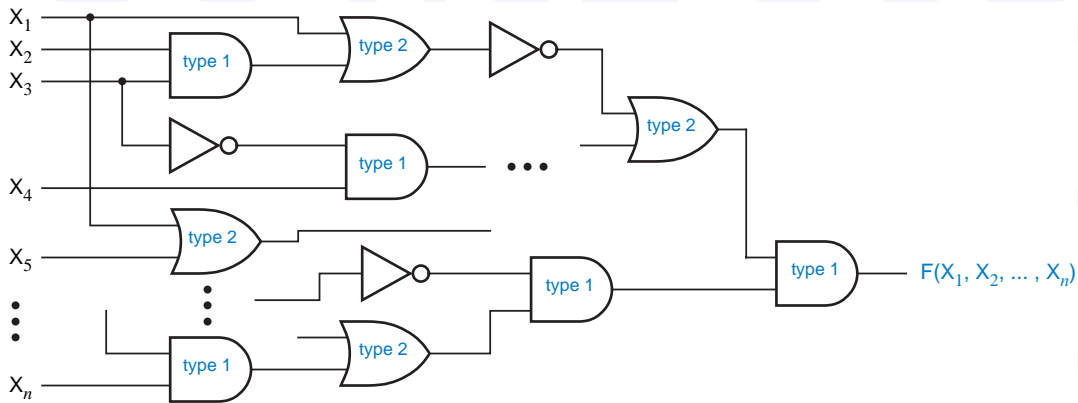 X1
X2
type 1
type 2
X3
type 2
type 1
X4
type 2
X5
type 1
type 1
F(X1, X2, ... , Xn)
type 2
type 1
Xn